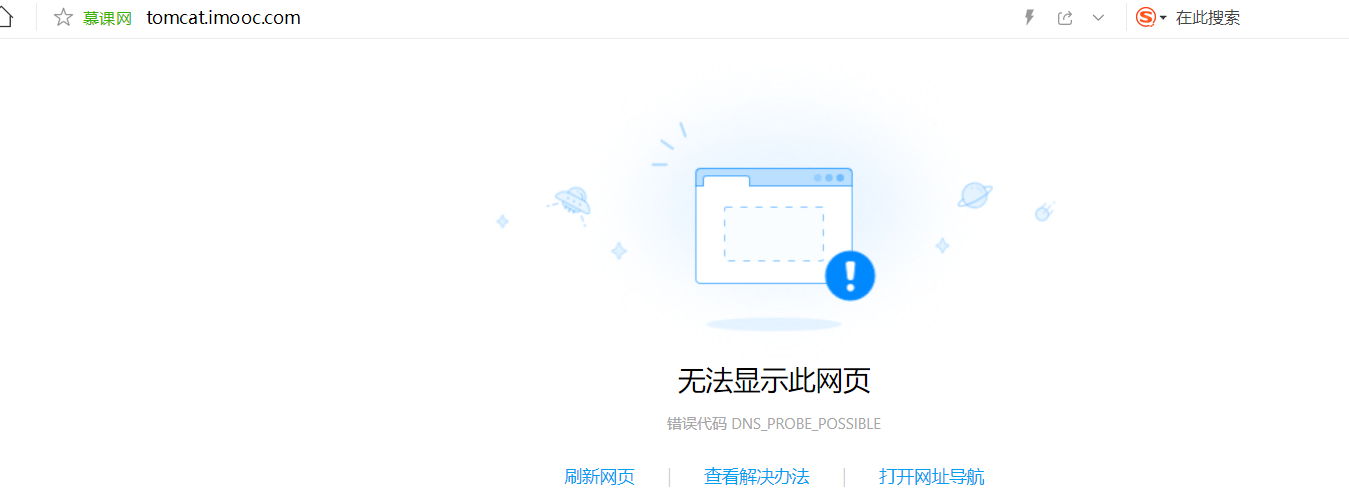 慕课网 tomcat.imooc.com 在此搜索
无法显示此网页
错误代码 DNS_PROBE_POSSIBLE
刷新网页 | 查看解决办法 | 打开网址导航